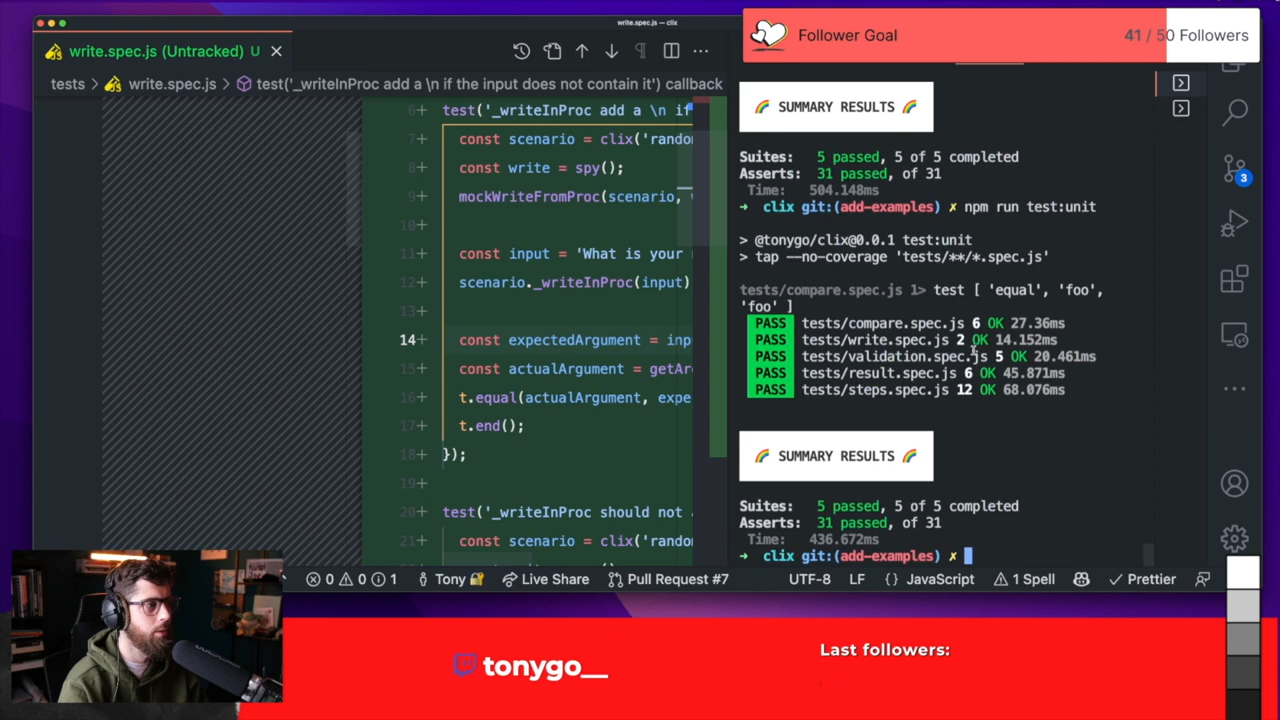 write.spec.js — clix
write.spec.js (Untracked) U
tests > write.spec.js > test('_writeInProc add a \n if the input does not contain it') callback
6+ test('_writeInProc add a \n if
7+ const scenario = clix('rando
8+ const write = spy();
9+ mockWriteFromProc(scenario,
10+
11+ const input = 'What is your
12+ scenario._writeInProc(input)
13+
14+ const expectedArgument = inp
15+ const actualArgument = getAr
16+ t.equal(actualArgument, expe
17+ t.end();
18+ });
19+
20+ test('_writeInProc should not
21+ const scenario = clix('rando
Follower Goal
41 / 50 Followers
🌈 SUMMARY RESULTS 🌈
Suites: 5 passed, 5 of 5 completed
Asserts: 31 passed, of 31
Time: 504.148ms
➜ clix git:(add-examples) ✗ npm run test:unit
> @tonygo/clix@0.0.1 test:unit
> tap --no-coverage 'tests/**/*.spec.js'
tests/compare.spec.js 1> test [ 'equal', 'foo',
'foo' ]
PASS tests/compare.spec.js 6 OK 27.36ms
PASS tests/write.spec.js 2 OK 14.152ms
PASS tests/validation.spec.js 5 OK 20.461ms
PASS tests/result.spec.js 6 OK 45.871ms
PASS tests/steps.spec.js 12 OK 68.076ms
🌈 SUMMARY RESULTS 🌈
Suites: 5 passed, 5 of 5 completed
Asserts: 31 passed, of 31
Time: 436.672ms
➜ clix git:(add-examples) ✗
3
0 0 1 Tony 🔐 Live Share Pull Request #7 UTF-8 LF {} JavaScript 1 Spell Prettier
tonygo__
Last followers: